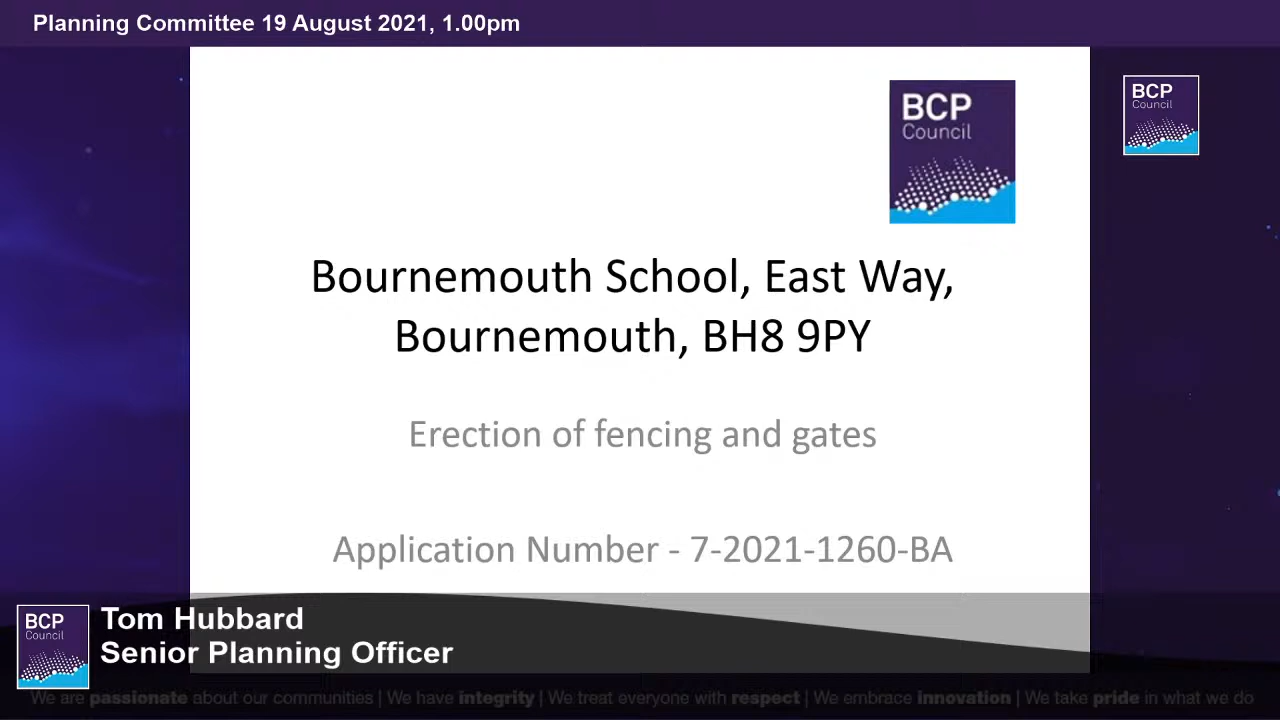 Planning Committee 19 August 2021, 1.00pm
BCP
Council
BCP
Council
Bournemouth School, East Way,
Bournemouth, BH8 9PY
Erection of fencing and gates
Application Number - 7-2021-1260-BA
BCP
Council
Tom Hubbard
Senior Planning Officer
We are passionate about our communities | We have integrity | We treat everyone with respect | We embrace innovation | We take pride in what we do